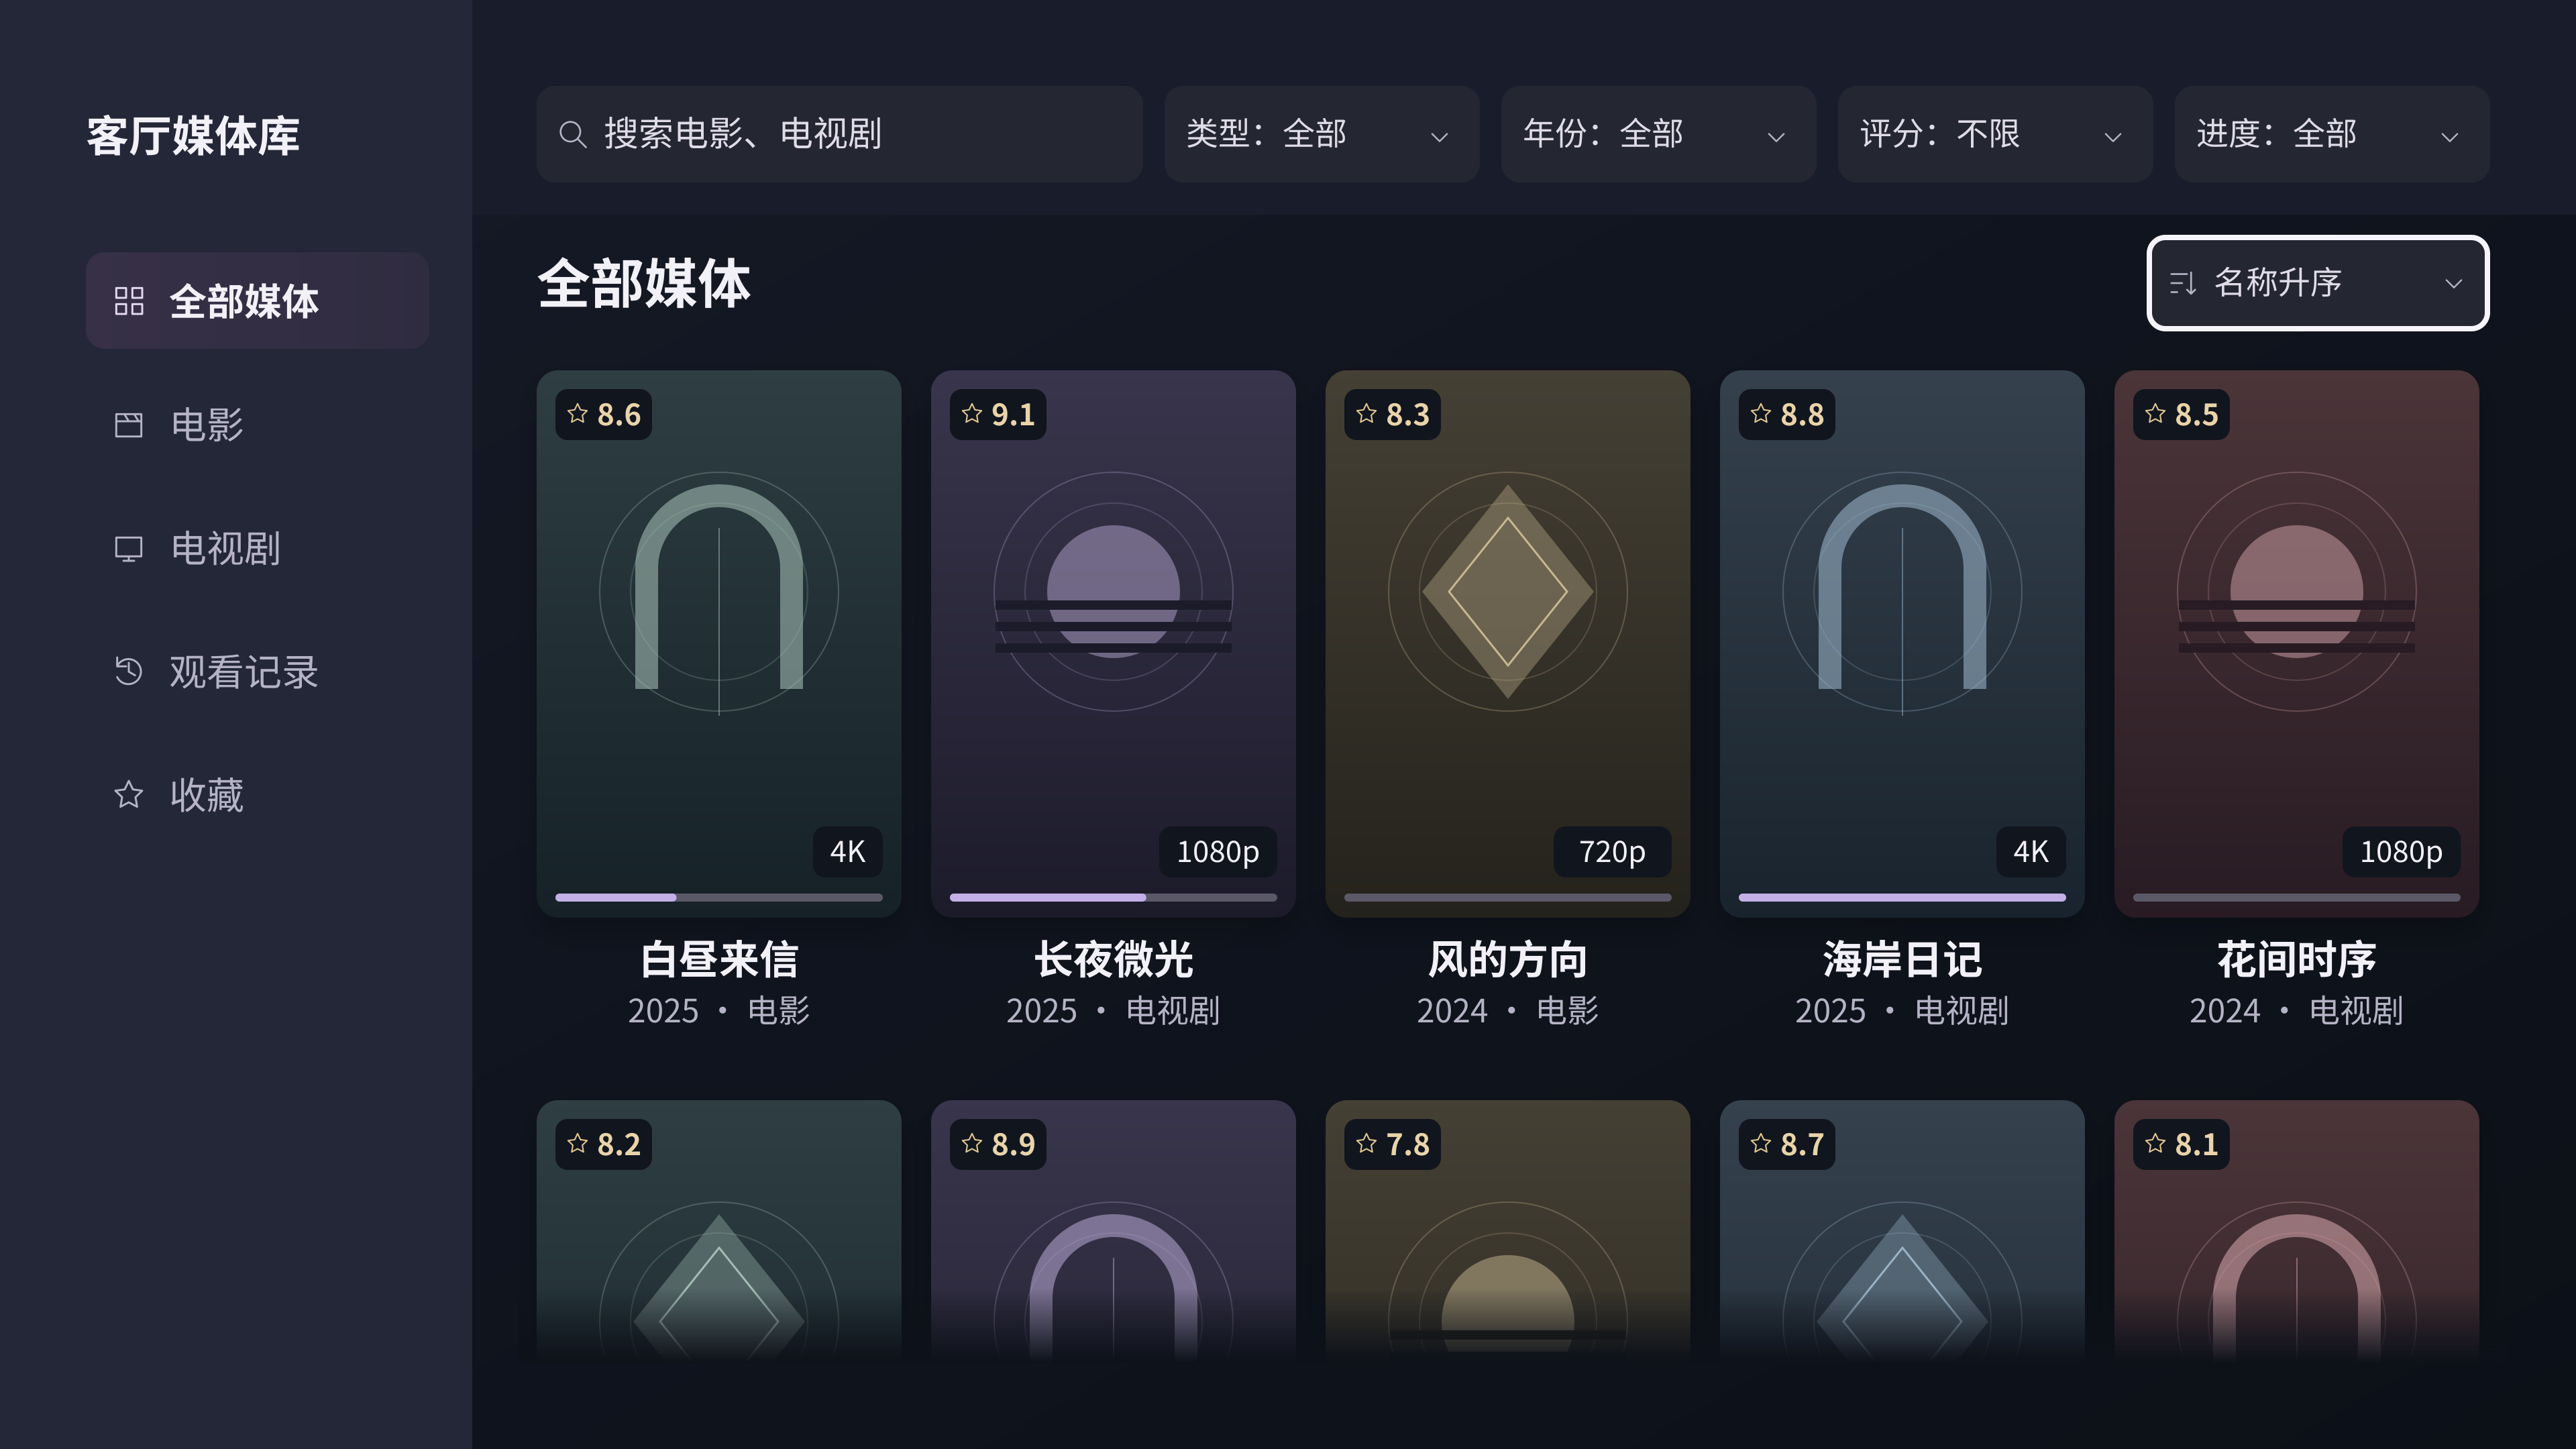 客厅媒体库
全部媒体
电影
电视剧
观看记录
收藏
搜索电影、电视剧
类型：全部
年份：全部
评分：不限
进度：全部
全部媒体
名称升序
8.6
4K
白昼来信
2025 • 电影
9.1
1080p
长夜微光
2025 • 电视剧
8.3
720p
风的方向
2024 • 电影
8.8
4K
海岸日记
2025 • 电视剧
8.5
1080p
花间时序
2024 • 电视剧
8.2
8.9
7.8
8.7
8.1